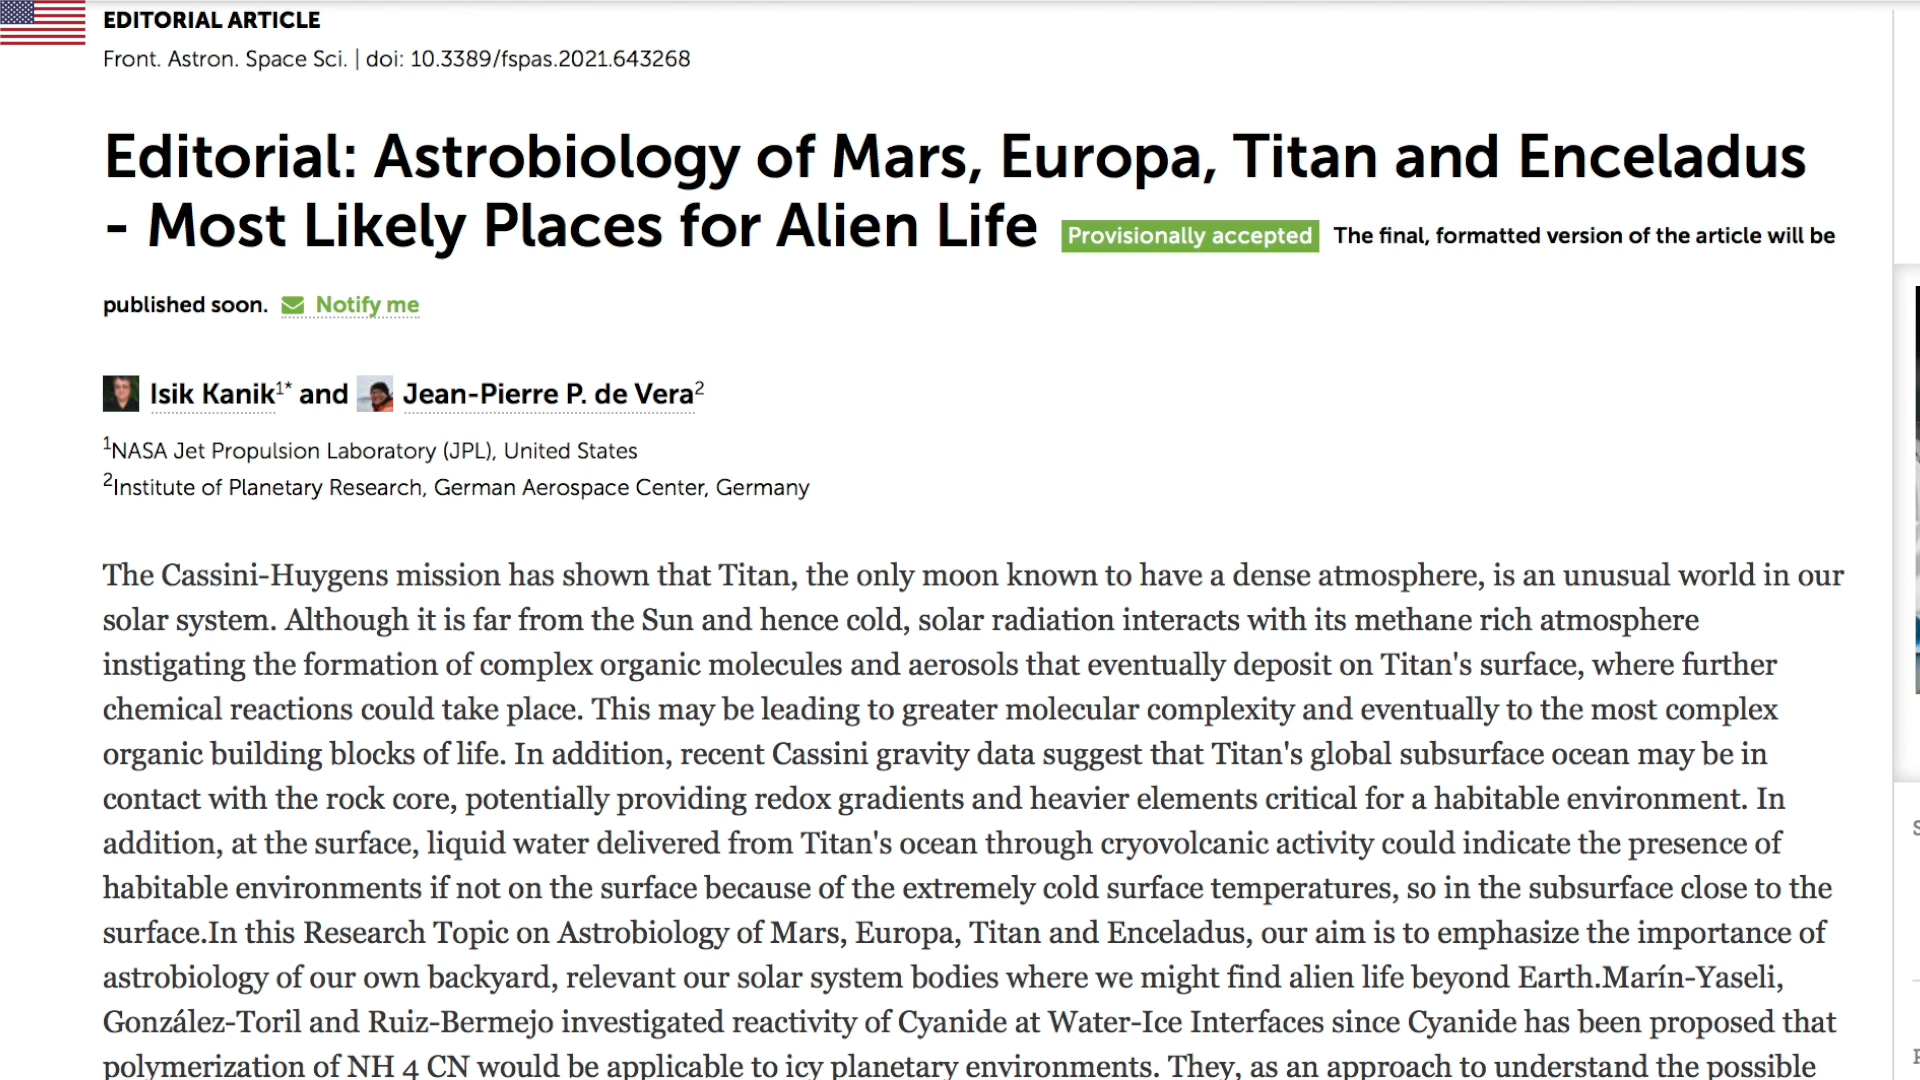 EDITORIAL ARTICLE
Front. Astron. Space Sci. | doi: 10.3389/fspas.2021.643268
Editorial: Astrobiology of Mars, Europa, Titan and Enceladus
- Most Likely Places for Alien Life Provisionally accepted The final, formatted version of the article will be
published soon. Notify me
Isik Kanik1* and Jean-Pierre P. de Vera2
1NASA Jet Propulsion Laboratory (JPL), United States
2Institute of Planetary Research, German Aerospace Center, Germany
The Cassini-Huygens mission has shown that Titan, the only moon known to have a dense atmosphere, is an unusual world in our
solar system. Although it is far from the Sun and hence cold, solar radiation interacts with its methane rich atmosphere
instigating the formation of complex organic molecules and aerosols that eventually deposit on Titan's surface, where further
chemical reactions could take place. This may be leading to greater molecular complexity and eventually to the most complex
organic building blocks of life. In addition, recent Cassini gravity data suggest that Titan's global subsurface ocean may be in
contact with the rock core, potentially providing redox gradients and heavier elements critical for a habitable environment. In
addition, at the surface, liquid water delivered from Titan's ocean through cryovolcanic activity could indicate the presence of
habitable environments if not on the surface because of the extremely cold surface temperatures, so in the subsurface close to the
surface.In this Research Topic on Astrobiology of Mars, Europa, Titan and Enceladus, our aim is to emphasize the importance of
astrobiology of our own backyard, relevant our solar system bodies where we might find alien life beyond Earth.Marín-Yaseli,
González-Toril and Ruiz-Bermejo investigated reactivity of Cyanide at Water-Ice Interfaces since Cyanide has been proposed that
polymerization of NH 4 CN would be applicable to icy planetary environments. They, as an approach to understand the possible